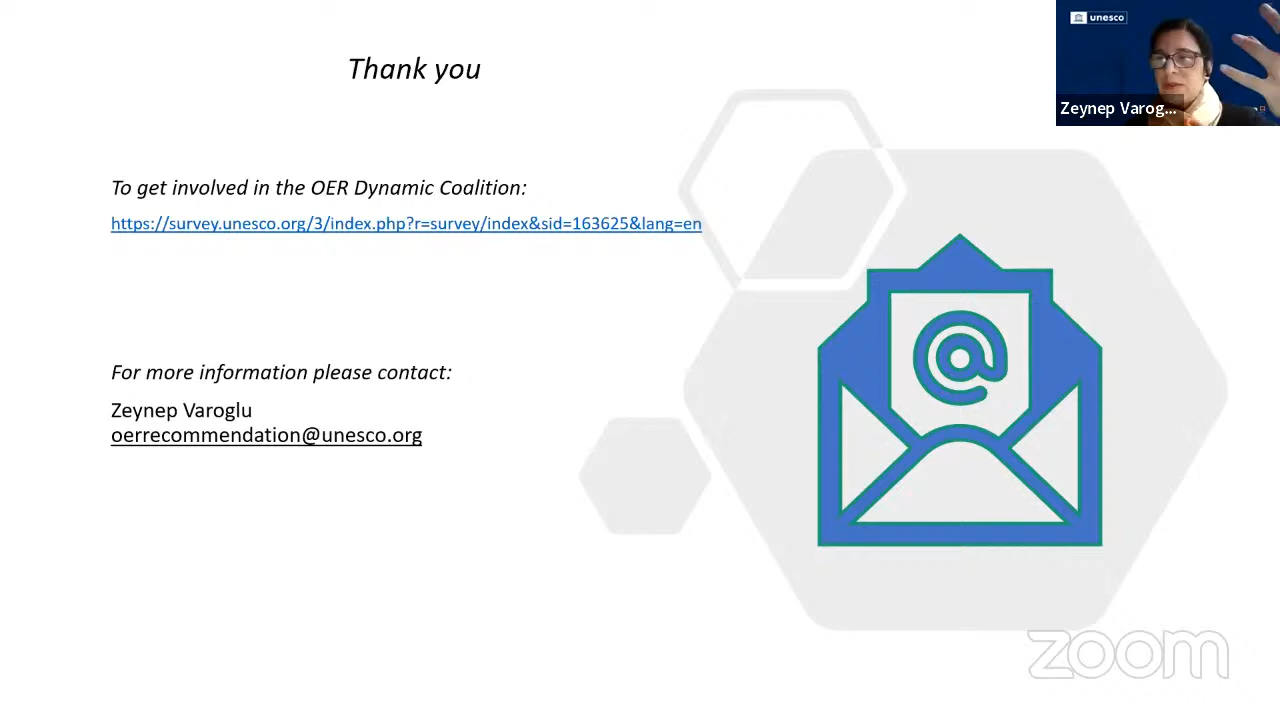 Thank you
unesco
Zeynep Varog...
To get involved in the OER Dynamic Coalition:
https://survey.unesco.org/3/index.php?r=survey/index&sid=163625&lang=en
For more information please contact:
Zeynep Varoglu
oerrecommendation@unesco.org
zoom